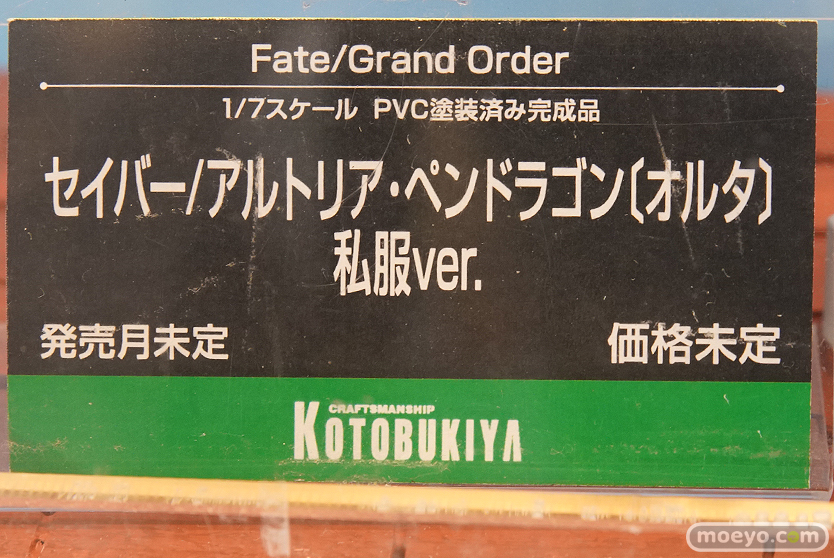 Fate/Grand Order
1/7スケール PVC塗装済み完成品
セイバー/アルトリア・ペンドラゴン〔オルタ〕
私服ver.
発売月未定 価格未定
CRAFTSMANSHIP
KOTOBUKIYA
moeyo.com